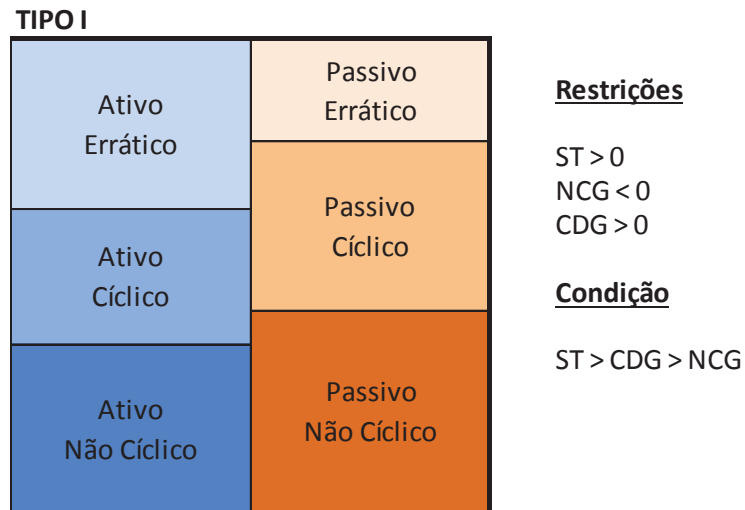 TIPO I
Ativo
Errático
Ativo
Cíclico
Ativo
Não Cíclico
Passivo
Errático
Passivo
Cíclico
Passivo
Não Cíclico
Restrições
ST > 0
NCG < 0
CDG > 0
Condição
ST > CDG > NCG